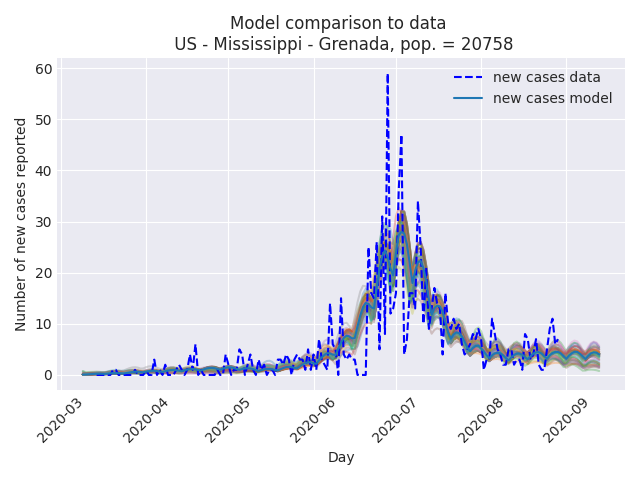 Model comparison to data
US - Mississippi - Grenada, pop. = 20758
new cases data
new cases model
Number of new cases reported
60
50
40
30
20
10
0
2020-03
2020-04
2020-05
2020-06
2020-07
2020-08
2020-09
Day